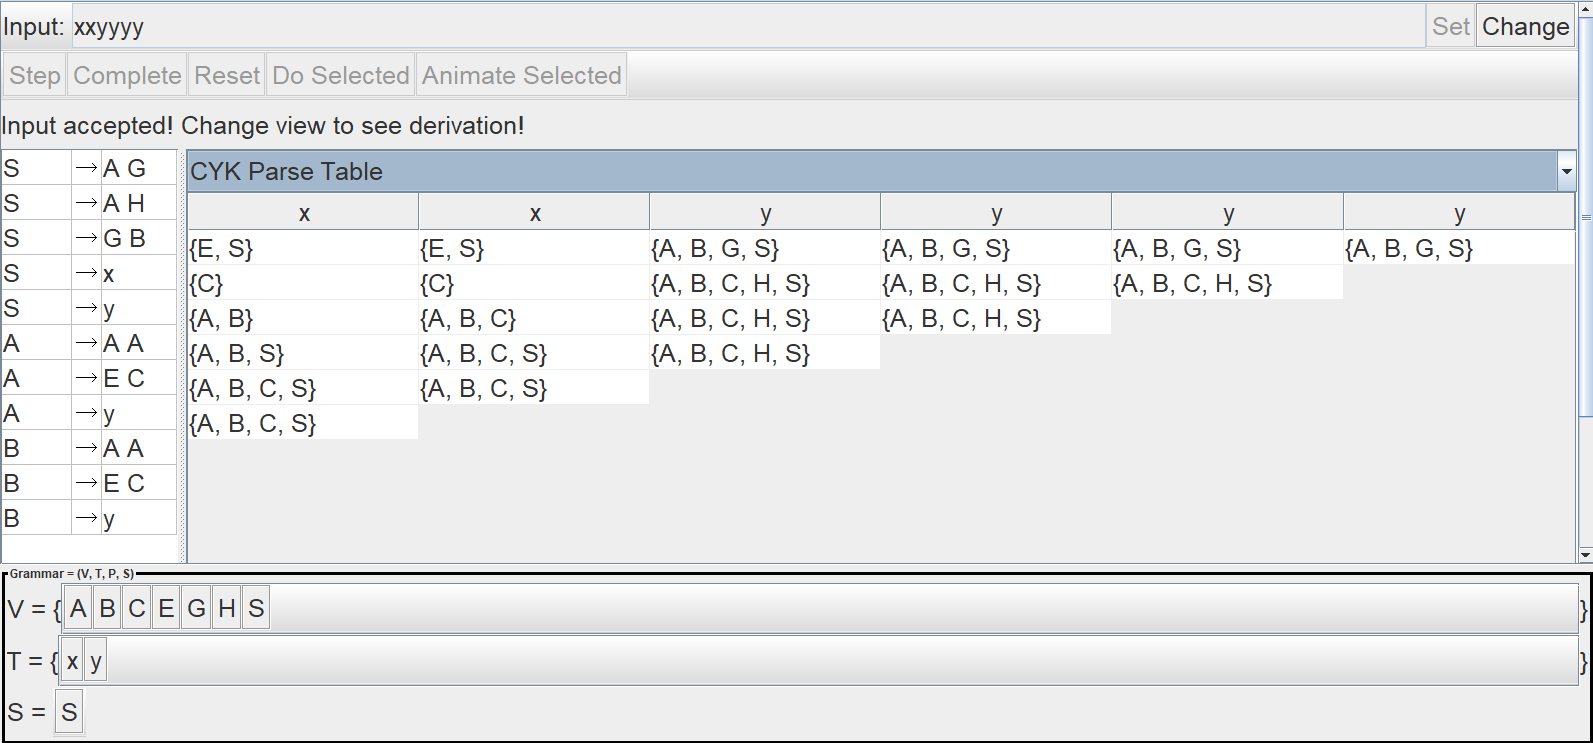 Input: xxyyyy Set Change
Step Complete Reset Do Selected Animate Selected
Input accepted! Change view to see derivation!
S → A G
S → A H
S → G B
S → x
S → y
A → A A
A → E C
A → y
B → A A
B → E C
B → y
CYK Parse Table
x x y y y y
{E, S} {E, S} {A, B, G, S} {A, B, G, S} {A, B, G, S} {A, B, G, S}
{C} {C} {A, B, C, H, S} {A, B, C, H, S} {A, B, C, H, S}
{A, B} {A, B, C} {A, B, C, H, S} {A, B, C, H, S}
{A, B, S} {A, B, C, S} {A, B, C, H, S}
{A, B, C, S} {A, B, C, S}
{A, B, C, S}
Grammar = (V, T, P, S)
V = { A B C E G H S }
T = { x y }
S = S